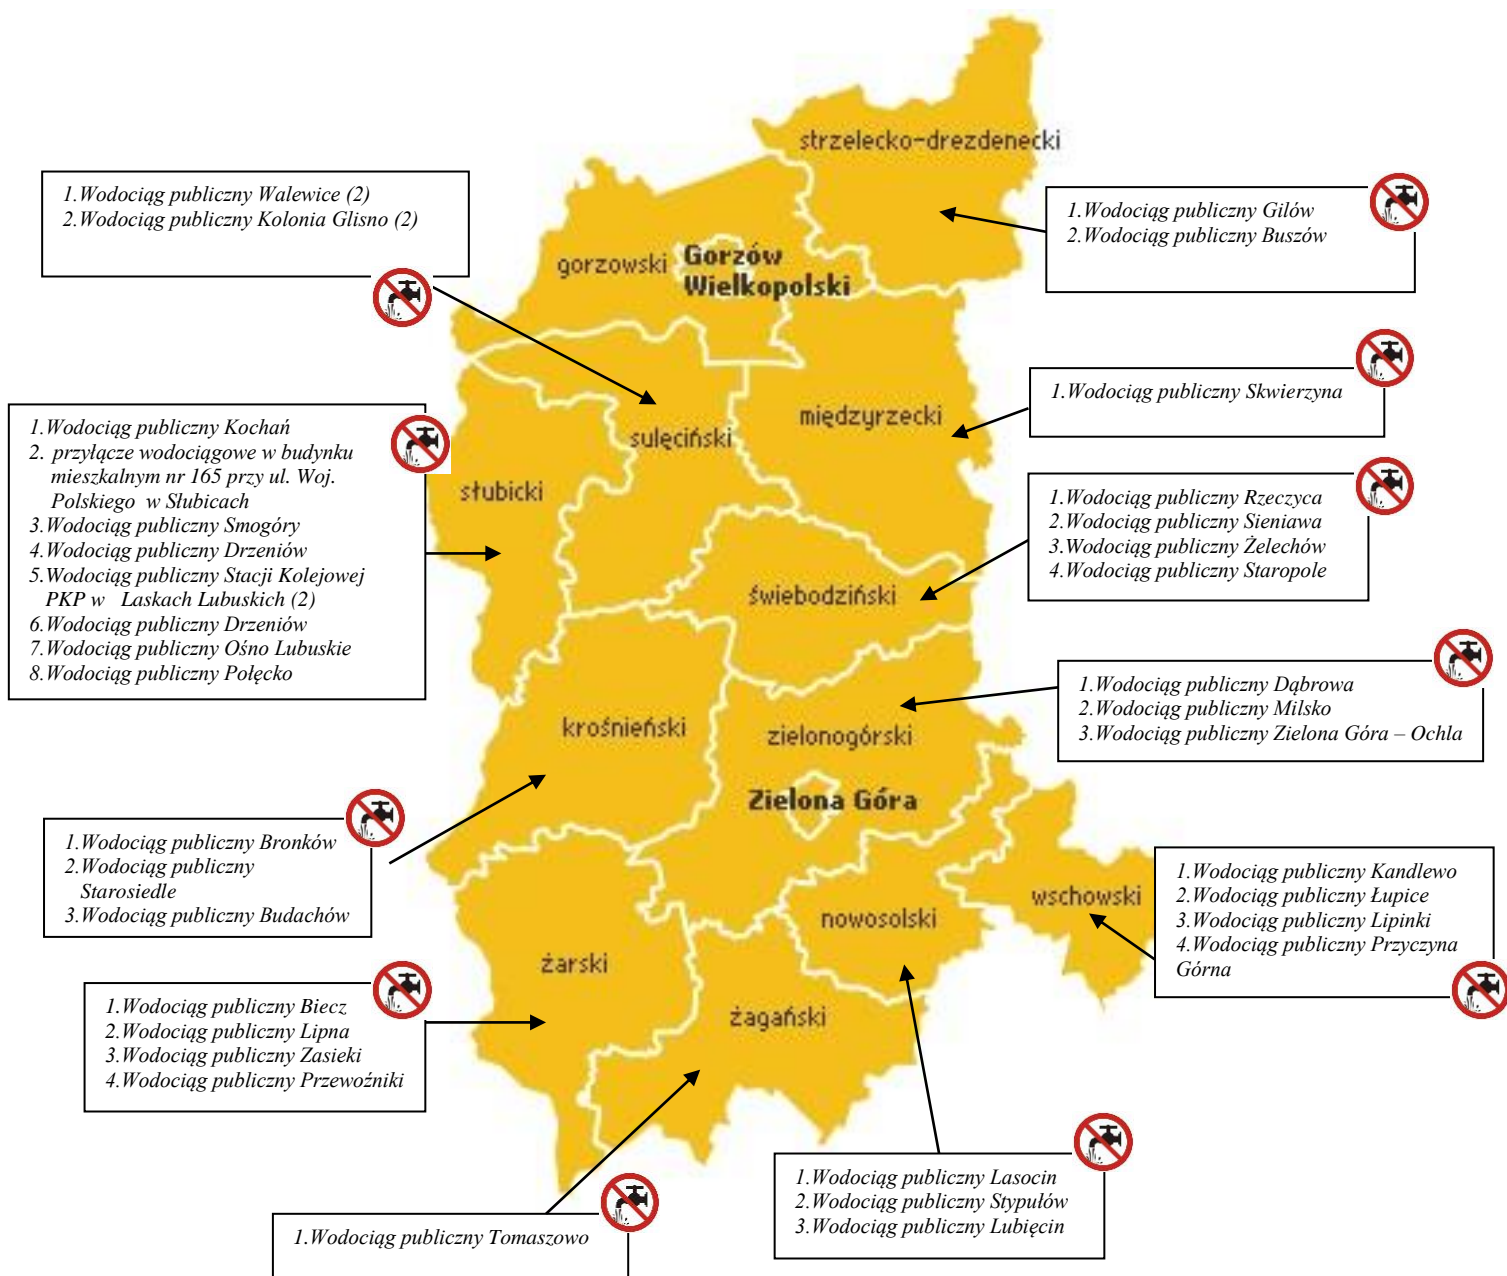 strzelecko-drezdenecki
1.Wodociąg publiczny Walewice (2)
2.Wodociąg publiczny Kolonia Glisno (2)
1.Wodociąg publiczny Gilów
2.Wodociąg publiczny Buszów
gorzowski
Gorzów
Wielkopolski
1.Wodociąg publiczny Skwierzyna
międzyrzecki
sulęciński
słubicki
1.Wodociąg publiczny Kochań
2. przyłącze wodociągowe w budynku
mieszkalnym nr 165 przy ul. Woj.
Polskiego w Słubicach
3.Wodociąg publiczny Smogóry
4.Wodociąg publiczny Drzeniów
5.Wodociąg publiczny Stacji Kolejowej
PKP w Laskach Lubuskich (2)
6.Wodociąg publiczny Drzeniów
7.Wodociąg publiczny Ośno Lubuskie
8.Wodociąg publiczny Połęcko
1.Wodociąg publiczny Rzeczyca
2.Wodociąg publiczny Sieniawa
3.Wodociąg publiczny Żelechów
4.Wodociąg publiczny Staropole
świebodziński
1.Wodociąg publiczny Dąbrowa
2.Wodociąg publiczny Milsko
3.Wodociąg publiczny Zielona Góra – Ochla
krośnieński
zielonogórski
Zielona Góra
1.Wodociąg publiczny Bronków
2.Wodociąg publiczny
Starosiedle
3.Wodociąg publiczny Budachów
1.Wodociąg publiczny Kandlewo
2.Wodociąg publiczny Łupice
3.Wodociąg publiczny Lipinki
4.Wodociąg publiczny Przyczyna
Górna
wschowski
nowosolski
żarski
żagański
1.Wodociąg publiczny Biecz
2.Wodociąg publiczny Lipna
3.Wodociąg publiczny Zasieki
4.Wodociąg publiczny Przewoźniki
1.Wodociąg publiczny Lasocin
2.Wodociąg publiczny Stypułów
3.Wodociąg publiczny Lubięcin
1.Wodociąg publiczny Tomaszowo